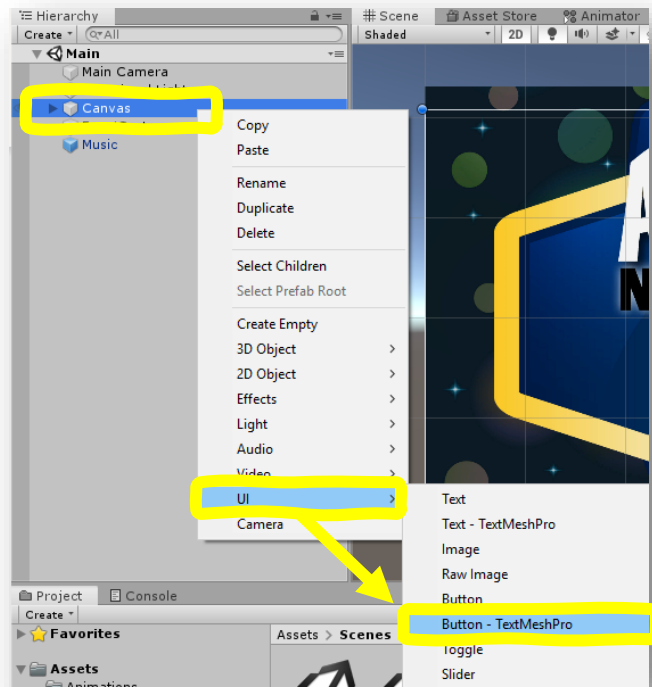 Hierarchy
Create
All
Main
Main Camera
Canvas
Music
Copy
Paste
Rename
Duplicate
Delete
Select Children
Select Prefab Root
Create Empty
3D Object
2D Object
Effects
Light
Audio
Video
UI
Camera
Text
Text - TextMeshPro
Image
Raw Image
Button
Button - TextMeshPro
Toggle
Slider
Scene Asset Store Animator
Shaded 2D
A
N
Project Console
Create
Favorites
Assets
Animations
Assets > Scenes